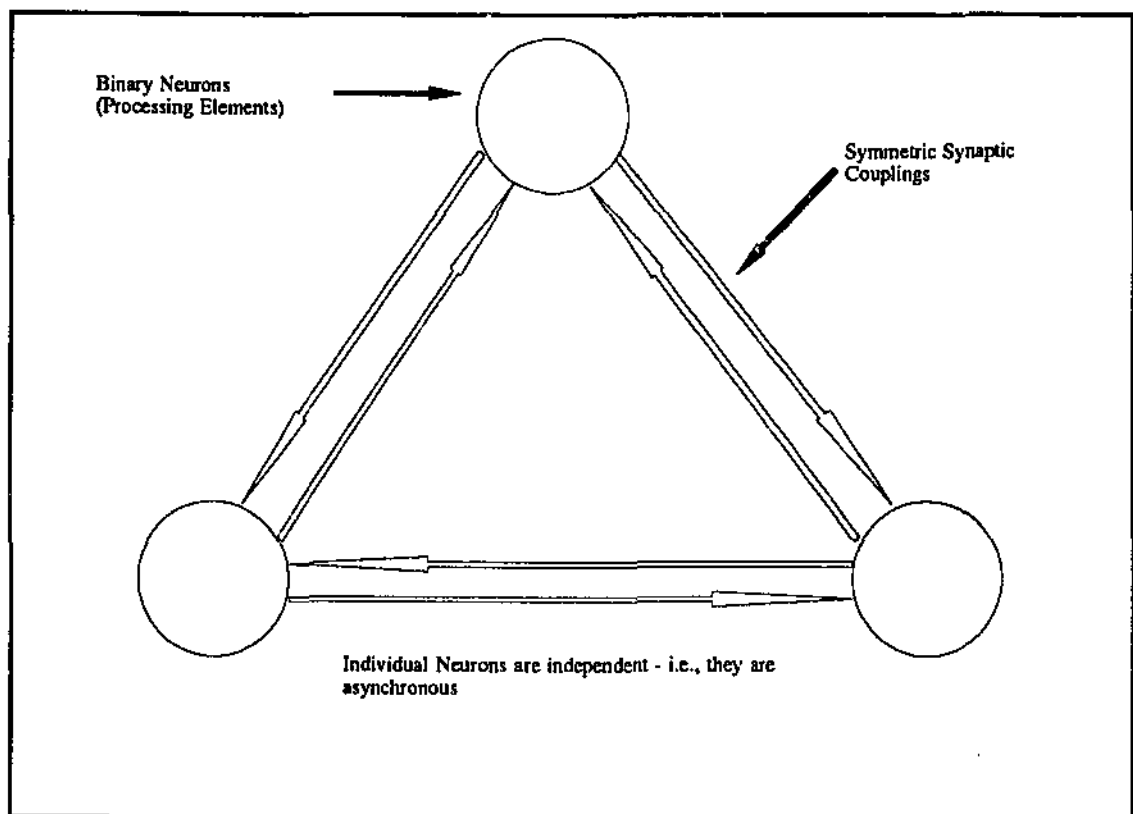 Binary Neurons
(Processing Elements)
Symmetric Synaptic
Couplings
Individual Neurons are independent - i.e., they are
asynchronous